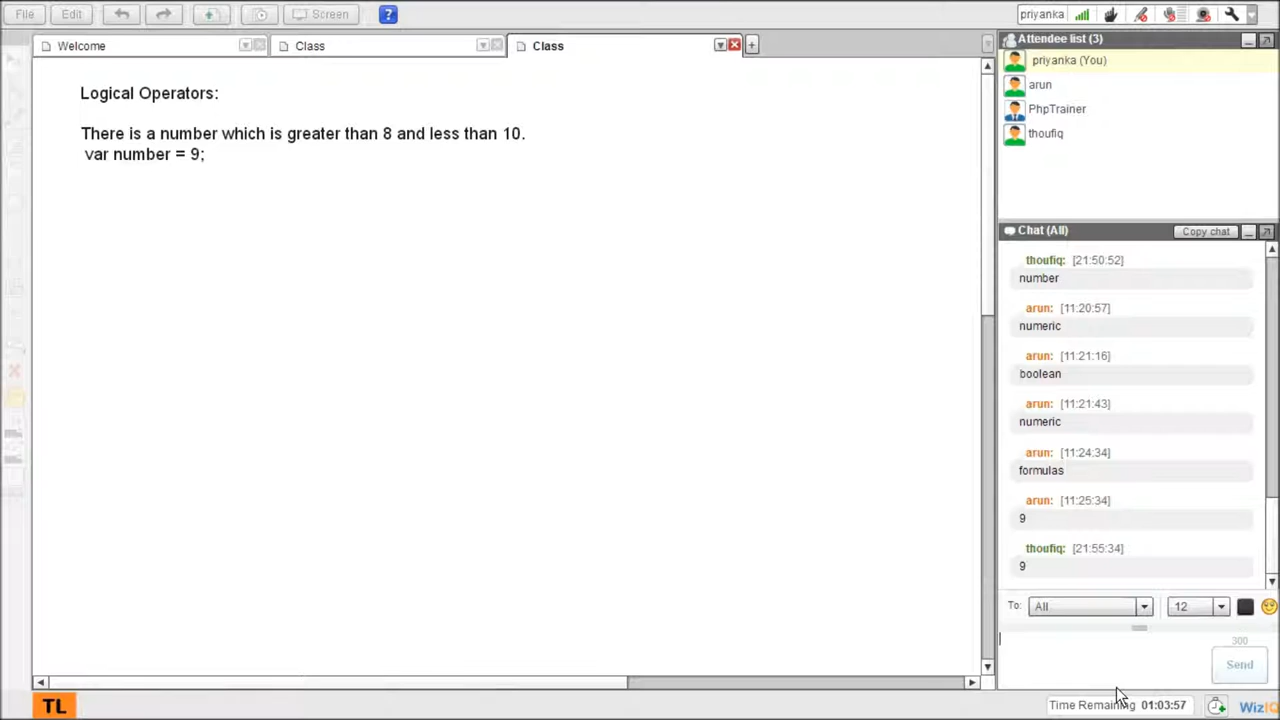 File
Edit
Screen
?
priyanka
Welcome
Class
Class
+
Attendee list (3)
priyanka (You)
arun
PhpTrainer
thoufiq
Logical Operators:
There is a number which is greater than 8 and less than 10.
var number = 9;
Chat (All)
Copy chat
thoufiq: [21:50:52]
number
arun: [11:20:57]
numeric
arun: [11:21:16]
boolean
arun: [11:21:43]
numeric
arun: [11:24:34]
formulas
arun: [11:25:34]
9
thoufiq: [21:55:34]
9
To: All
12
300
Send
TL
Time Remaining 01:03:57
WizIQ